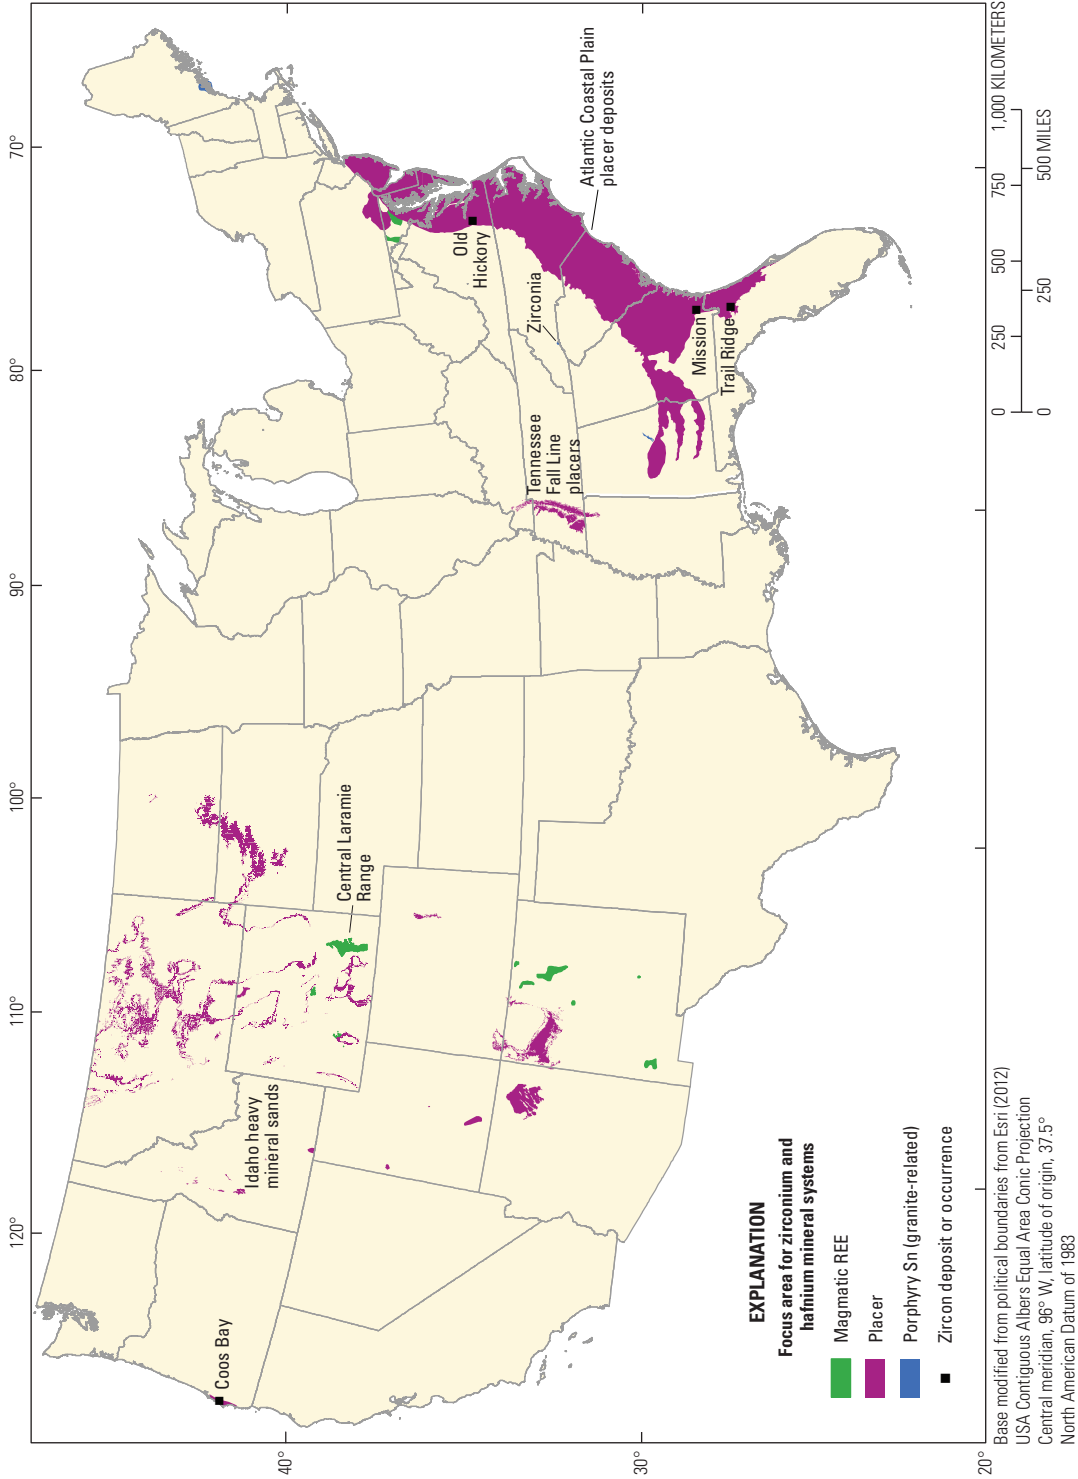 120°
110°
100°
90°
80°
70°
40°
30°
20°
Coos Bay
Idaho heavy
mineral sands
Central Laramie
Range
Tennessee
Fall Line
placers
Zirconia
Old
Hickory
Mission
Trail Ridge
Atlantic Coastal Plain
placer deposits
EXPLANATION
Focus area for zirconium and
hafnium mineral systems
Magmatic REE
Placer
Porphyry Sn (granite-related)
Zircon deposit or occurrence
Base modified from political boundaries from Esri (2012)
USA Contiguous Albers Equal Area Conic Projection
Central meridian, 96° W, latitude of origin, 37.5°
North American Datum of 1983
0 250 500 750 1,000 KILOMETERS
0 250 500 MILES